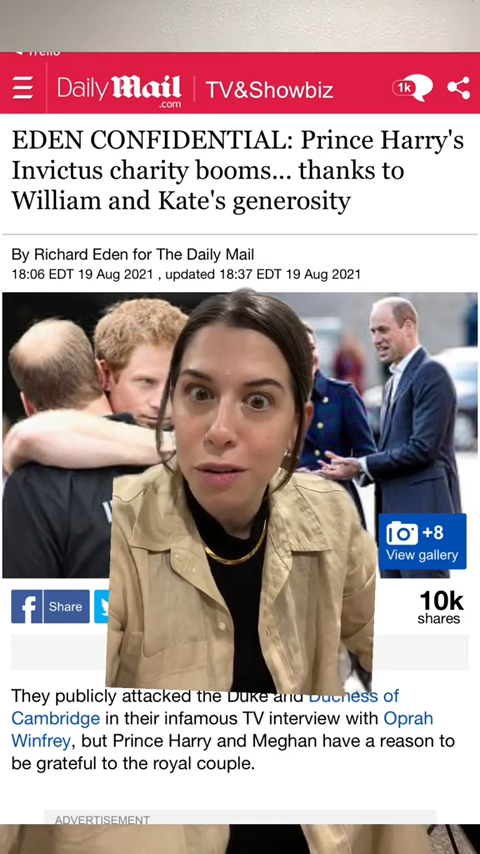 Trello
Daily Mail .com
TV&Showbiz
1k
EDEN CONFIDENTIAL: Prince Harry's
Invictus charity booms... thanks to
William and Kate's generosity
By Richard Eden for The Daily Mail
18:06 EDT 19 Aug 2021 , updated 18:37 EDT 19 Aug 2021
+8
View gallery
f Share
10k
shares
They publicly attacked the Duke and Duchess of
Cambridge in their infamous TV interview with Oprah
Winfrey, but Prince Harry and Meghan have a reason to
be grateful to the royal couple.
ADVERTISEMENT